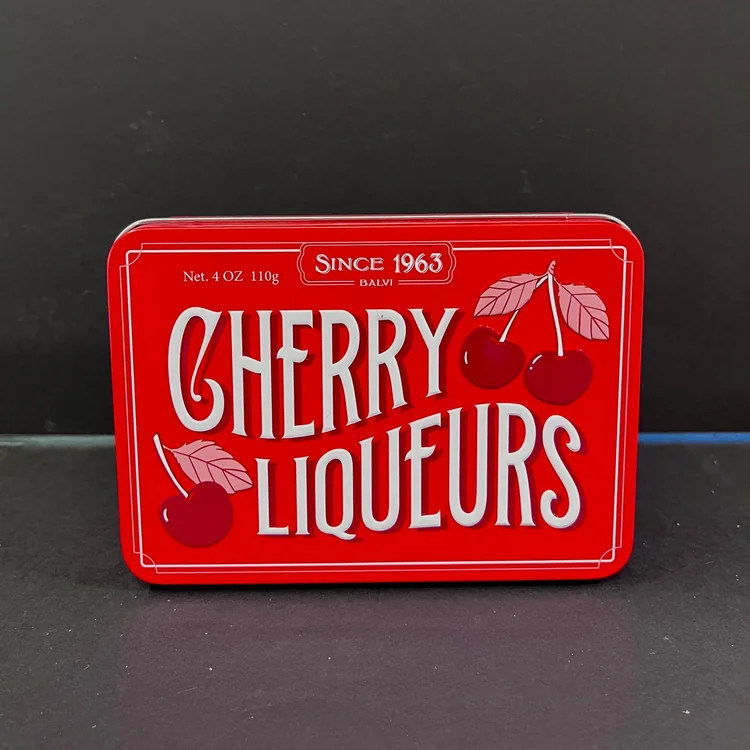 Net. 4 OZ 110g
SINCE 1963
BALVI
CHERRY
LIQUEURS